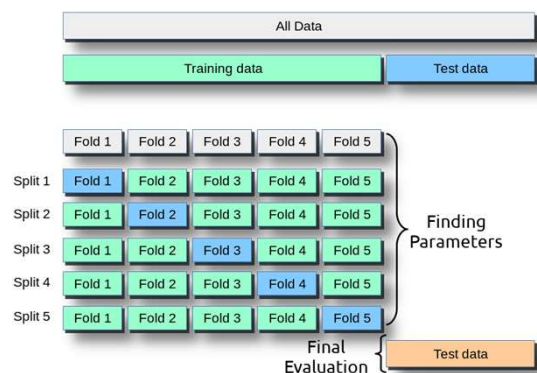 All Data
Training data Test data
Fold 1 Fold 2 Fold 3 Fold 4 Fold 5
Split 1 Fold 1 Fold 2 Fold 3 Fold 4 Fold 5
Split 2 Fold 1 Fold 2 Fold 3 Fold 4 Fold 5
Split 3 Fold 1 Fold 2 Fold 3 Fold 4 Fold 5
Split 4 Fold 1 Fold 2 Fold 3 Fold 4 Fold 5
Split 5 Fold 1 Fold 2 Fold 3 Fold 4 Fold 5
Finding
Parameters
Final
Evaluation
Test data